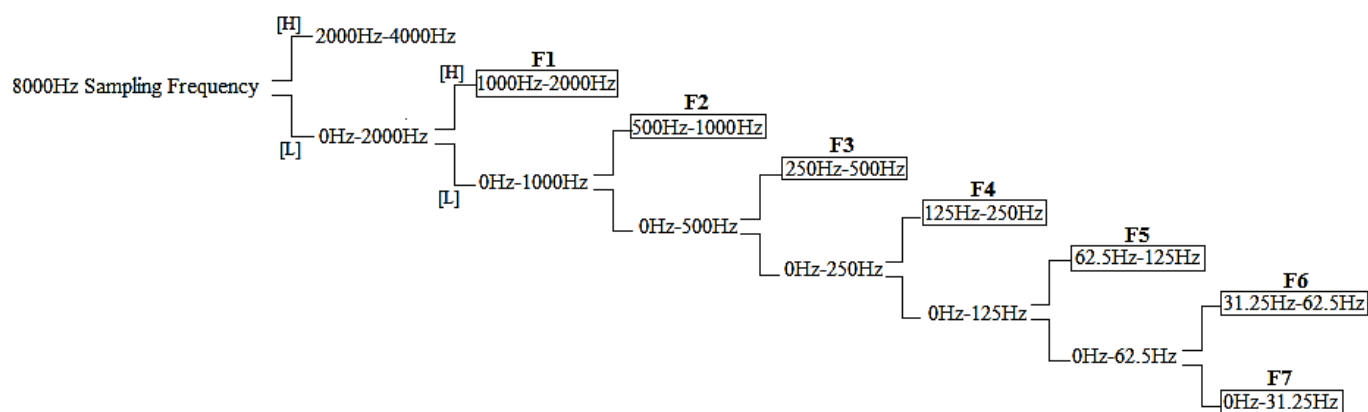 [H]
2000Hz-4000Hz
8000Hz Sampling Frequency
[L]
0Hz-2000Hz
[H]
F1
1000Hz-2000Hz
[L]
0Hz-1000Hz
F2
500Hz-1000Hz
0Hz-500Hz
F3
250Hz-500Hz
0Hz-250Hz
F4
125Hz-250Hz
0Hz-125Hz
F5
62.5Hz-125Hz
0Hz-62.5Hz
F6
31.25Hz-62.5Hz
F7
0Hz-31.25Hz